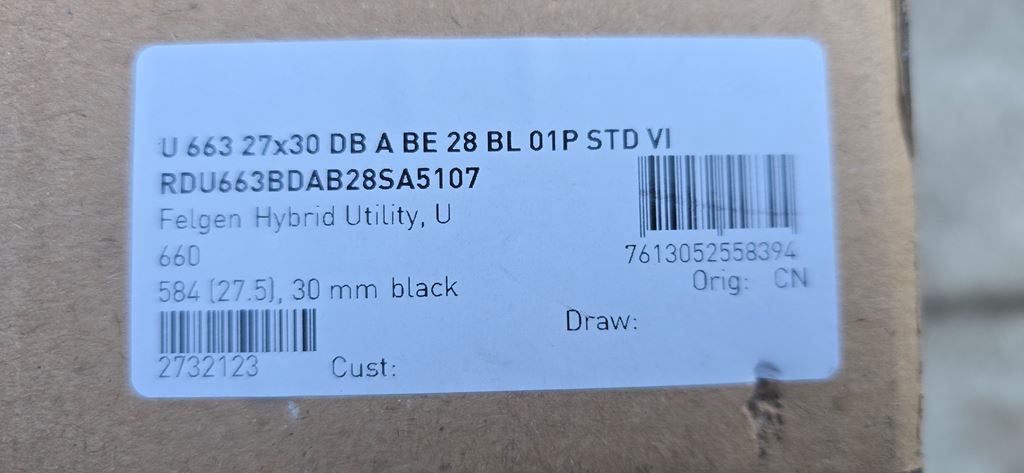 U 663 27x30 DB A BE 28 BL 01P STD VI
RDU663BDAB28SA5107
Felgen Hybrid Utility, U
660
7613052558394
584 (27.5), 30 mm black
Orig: CN
Draw:
2732123
Cust: